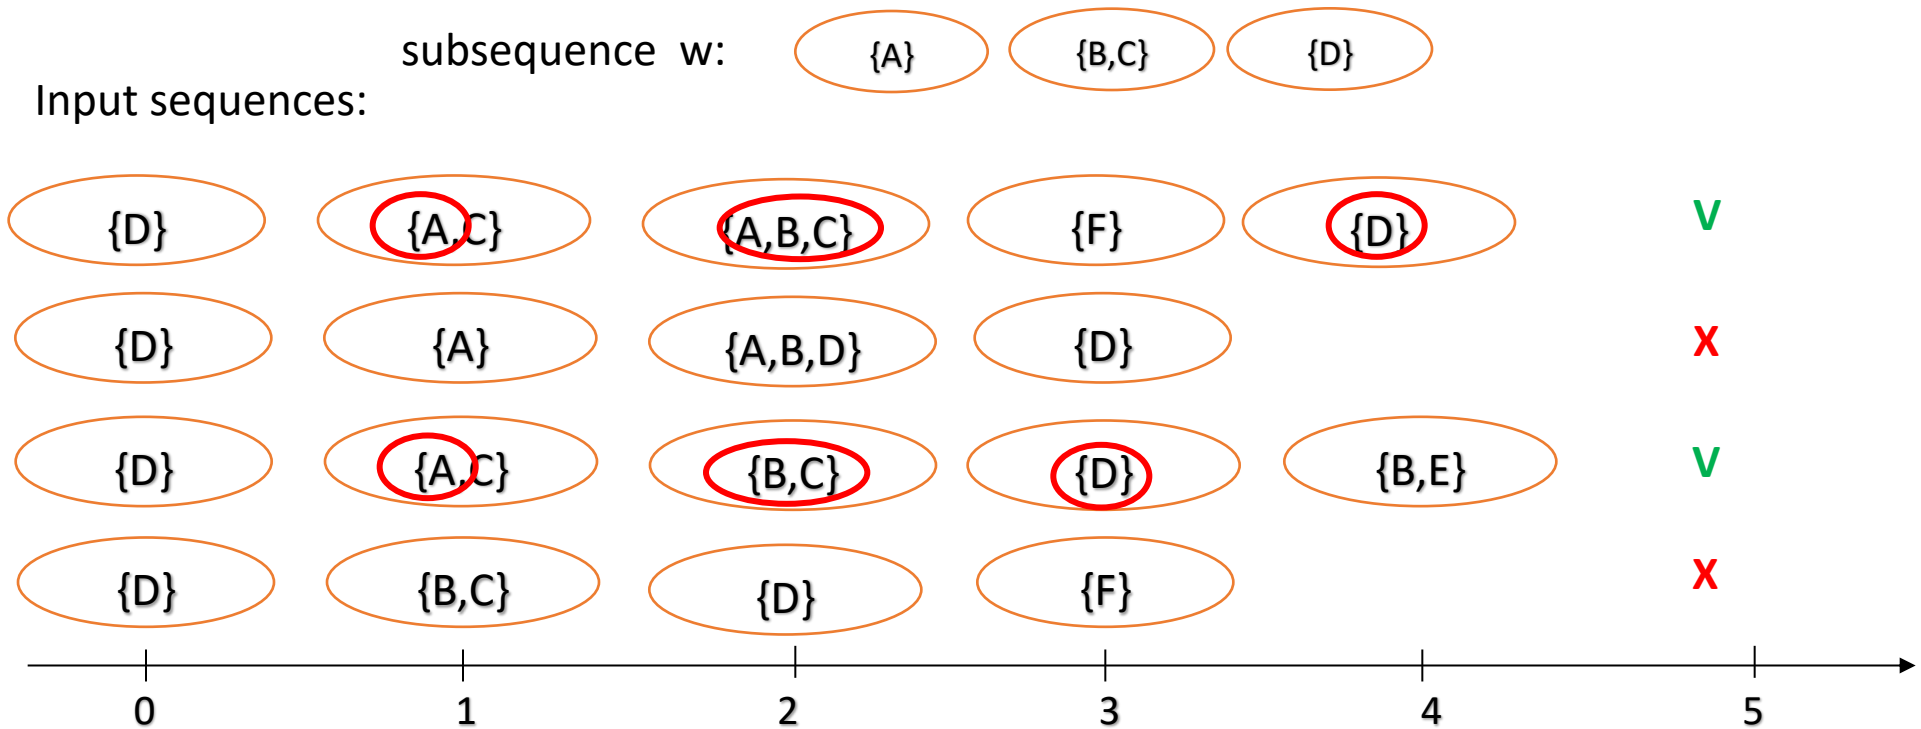 subsequence w: {A} {B,C} {D}
Input sequences:
{D} {A,C} {A,B,C} {F} {D} V
{D} {A} {A,B,D} {D} X
{D} {A,C} {B,C} {D} {B,E} V
{D} {B,C} {D} {F} X
0 1 2 3 4 5